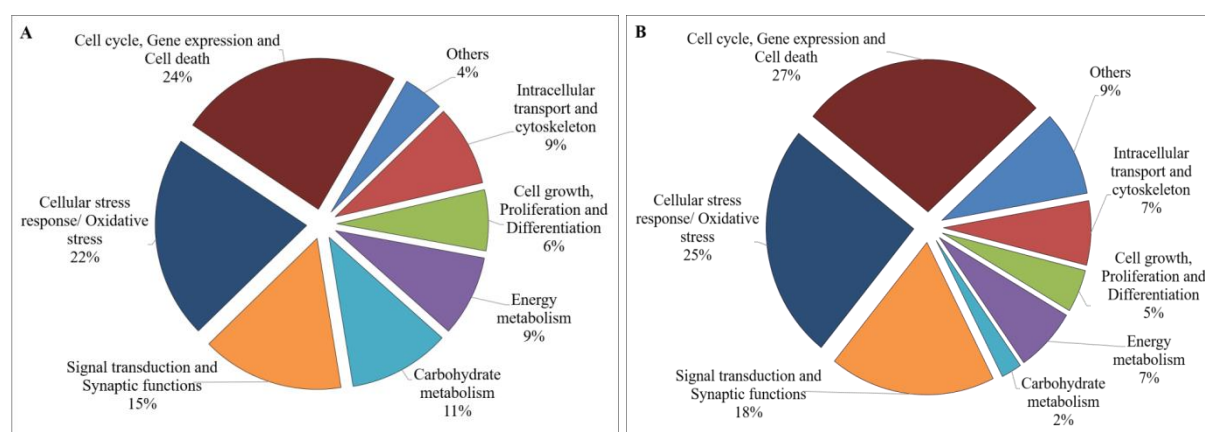 A
Cell cycle, Gene expression and
Cell death
24%
Others
4%
Intracellular
transport and
cytoskeleton
9%
Cell growth,
Proliferation and
Differentiation
6%
Energy
metabolism
9%
Carbohydrate
metabolism
11%
Signal transduction and
Synaptic functions
15%
Cellular stress
response/ Oxidative
stress
22%
B
Cell cycle, Gene expression and
Cell death
27%
Others
9%
Intracellular
transport and
cytoskeleton
7%
Cell growth,
Proliferation and
Differentiation
5%
Energy
metabolism
7%
Carbohydrate
metabolism
2%
Signal transduction and
Synaptic functions
18%
Cellular stress
response/ Oxidative
stress
25%